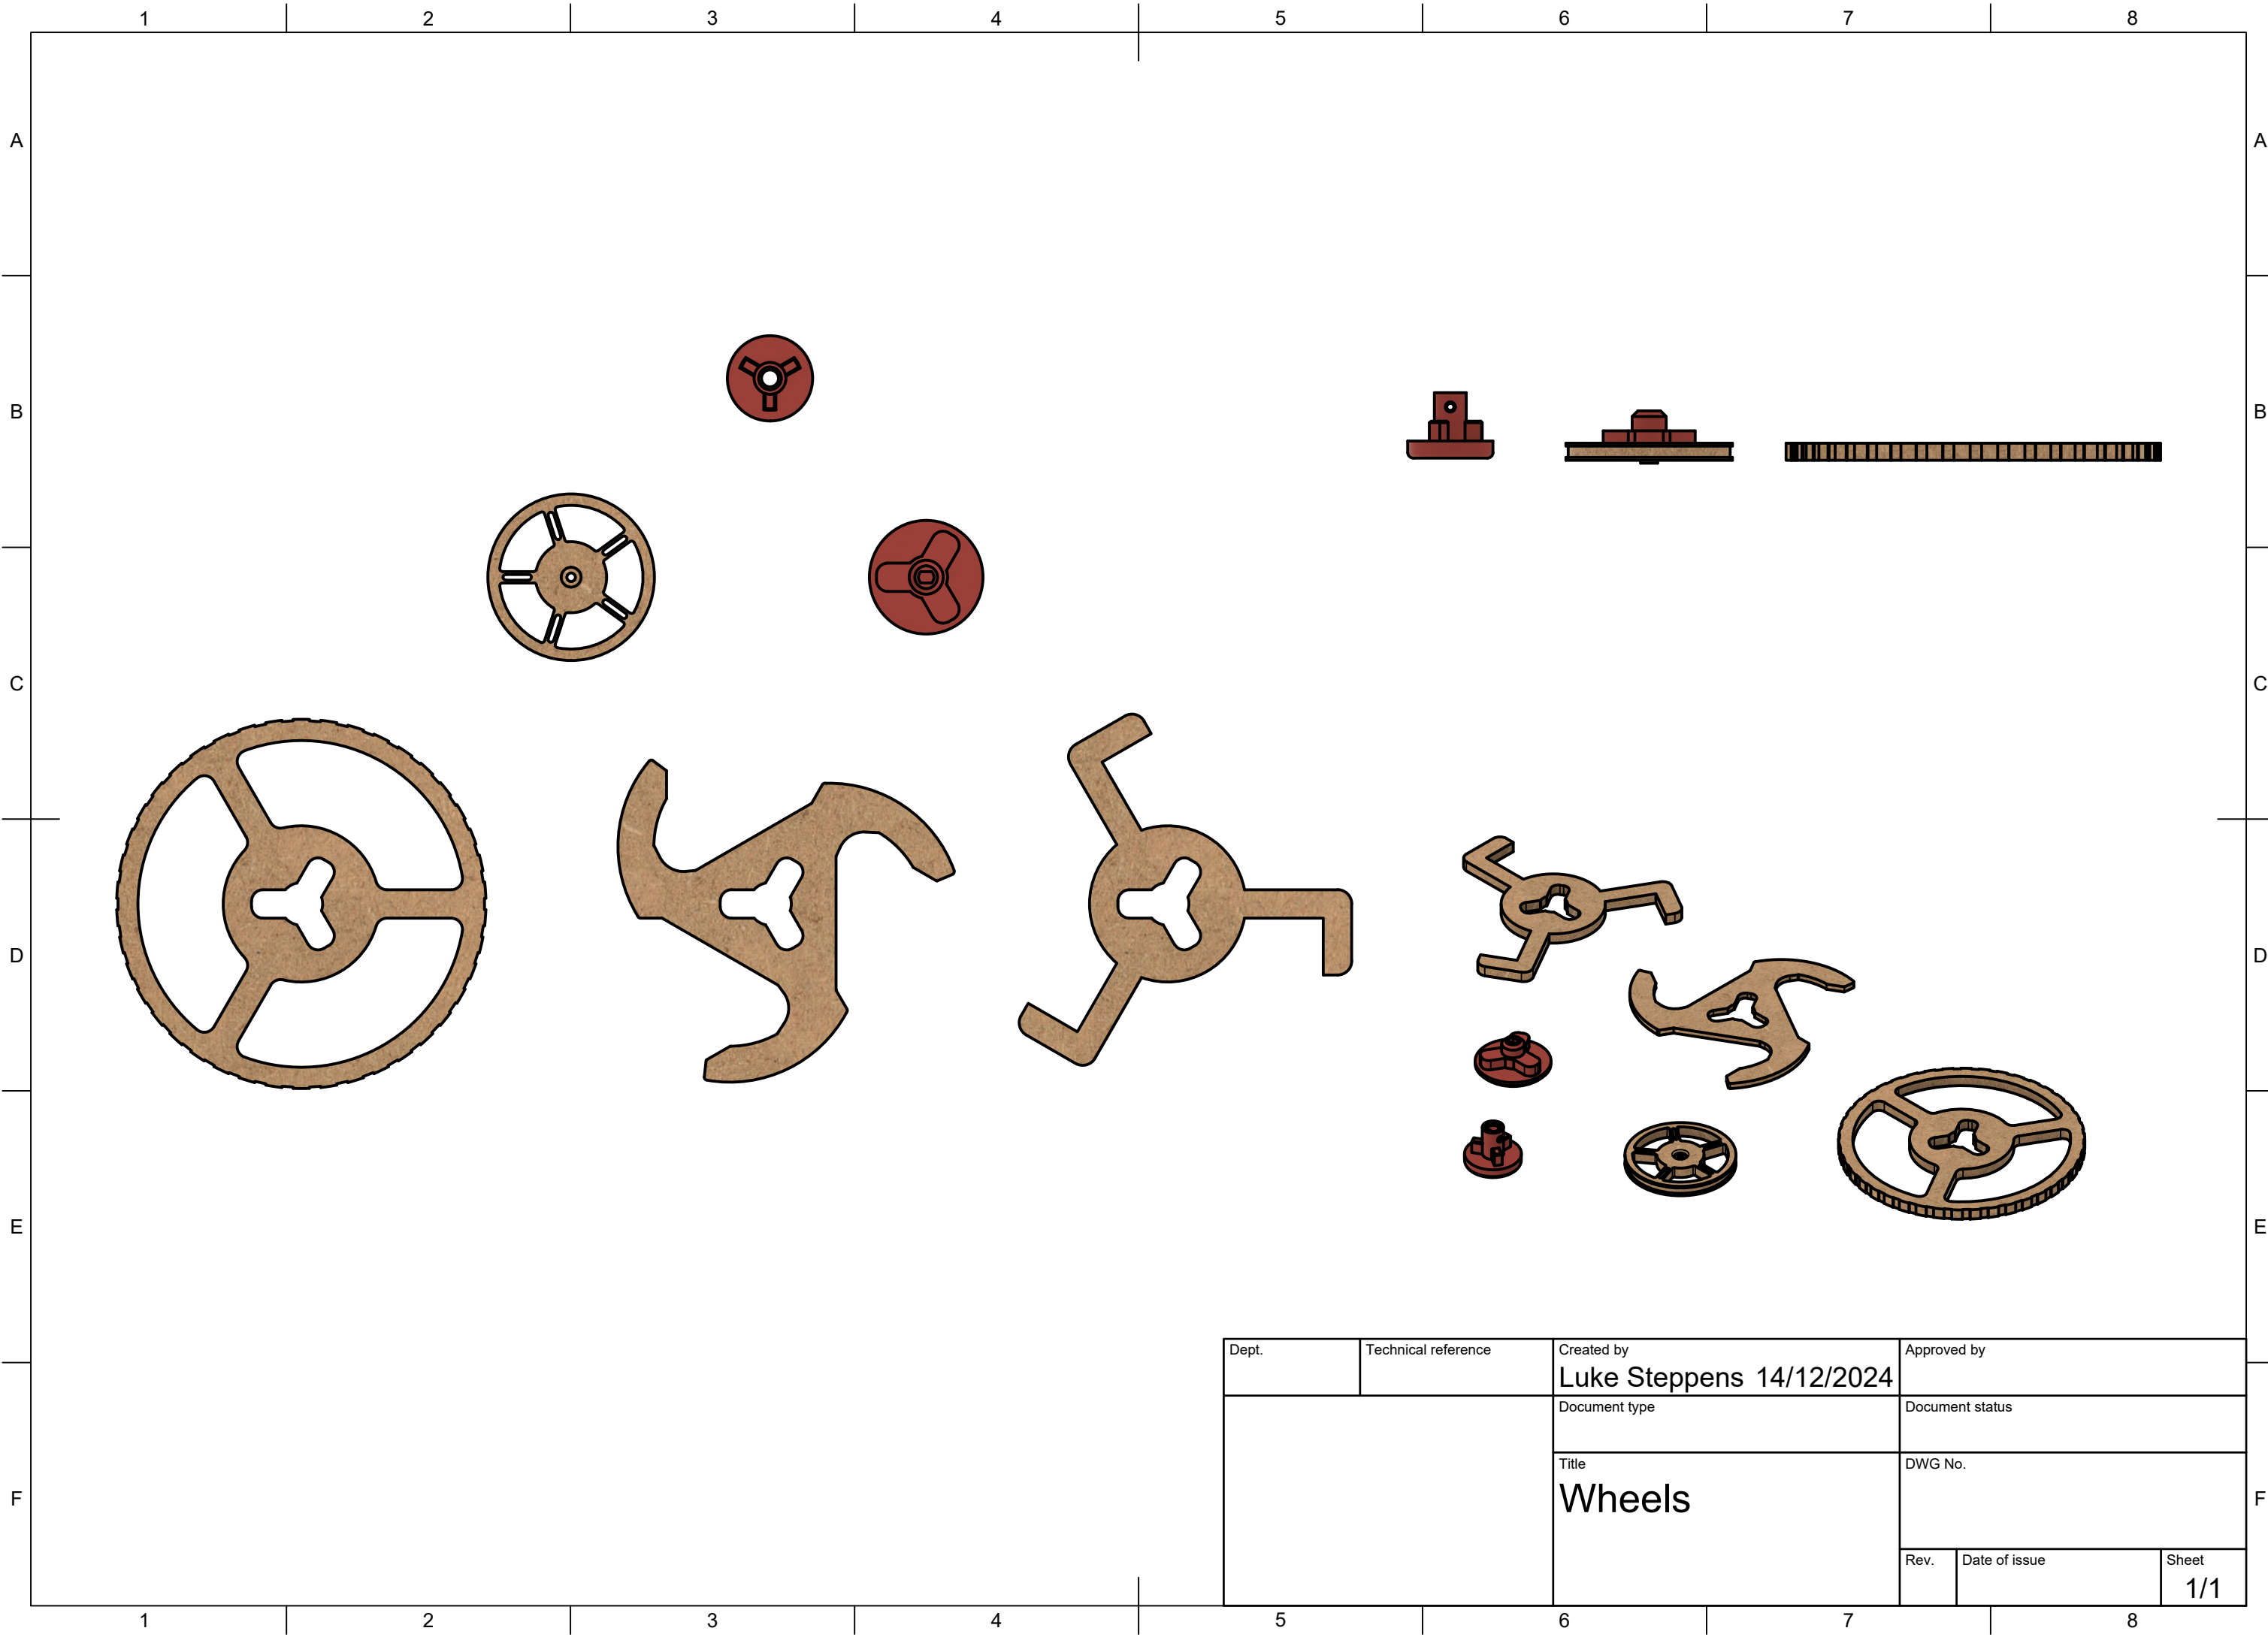 1 2 3 4 5 6 7 8
A A
B B
C C
D D
E E
F F
Dept.
Technical reference
Created by
Luke Steppens 14/12/2024
Approved by
Document type
Document status
Title
Wheels
DWG No.
Rev.
Date of issue
Sheet
1/1
1 2 3 4 5 6 7 8